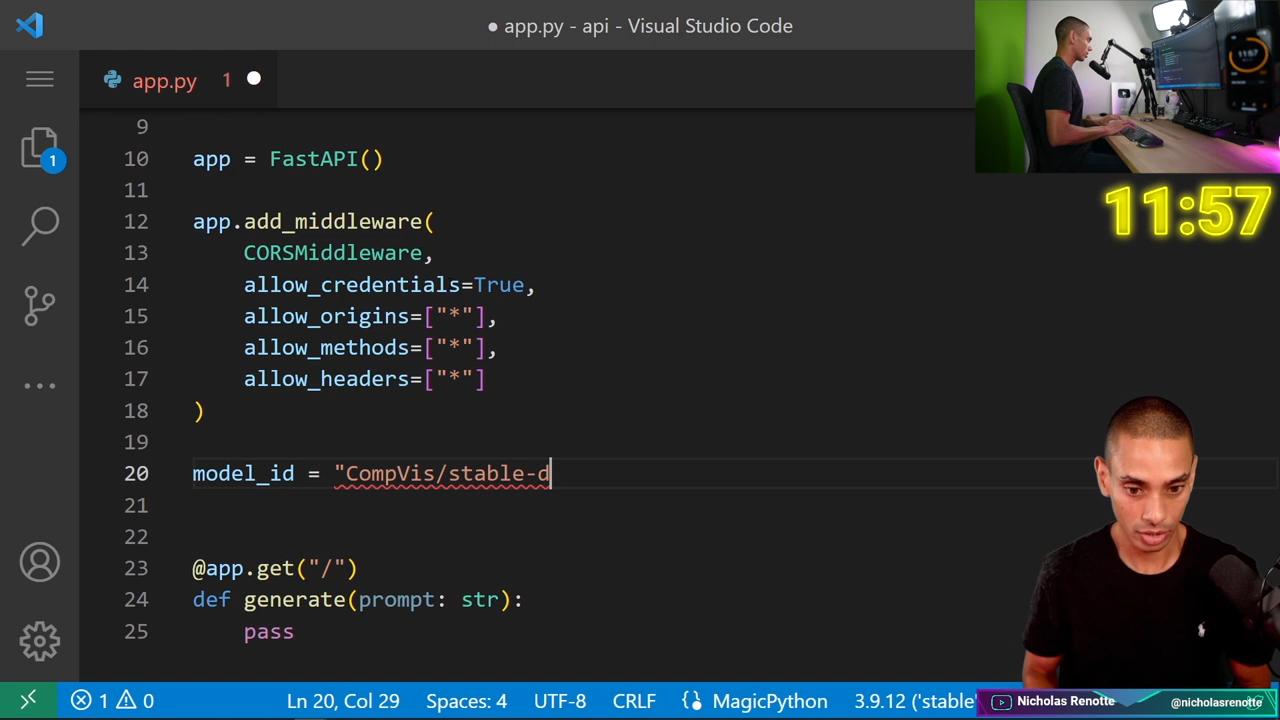 ● app.py - api - Visual Studio Code
app.py 1
11:57
9
10 app = FastAPI()
11
12 app.add_middleware(
13 CORSMiddleware,
14 allow_credentials=True,
15 allow_origins=["*"],
16 allow_methods=["*"],
17 allow_headers=["*"]
18 )
19
20 model_id = "CompVis/stable-d
21
22
23 @app.get("/")
24 def generate(prompt: str):
25 pass
1
1 0 Ln 20, Col 29 Spaces: 4 UTF-8 CRLF MagicPython 3.9.12 ('stable'
Nicholas Renotte @nicholasrenotte